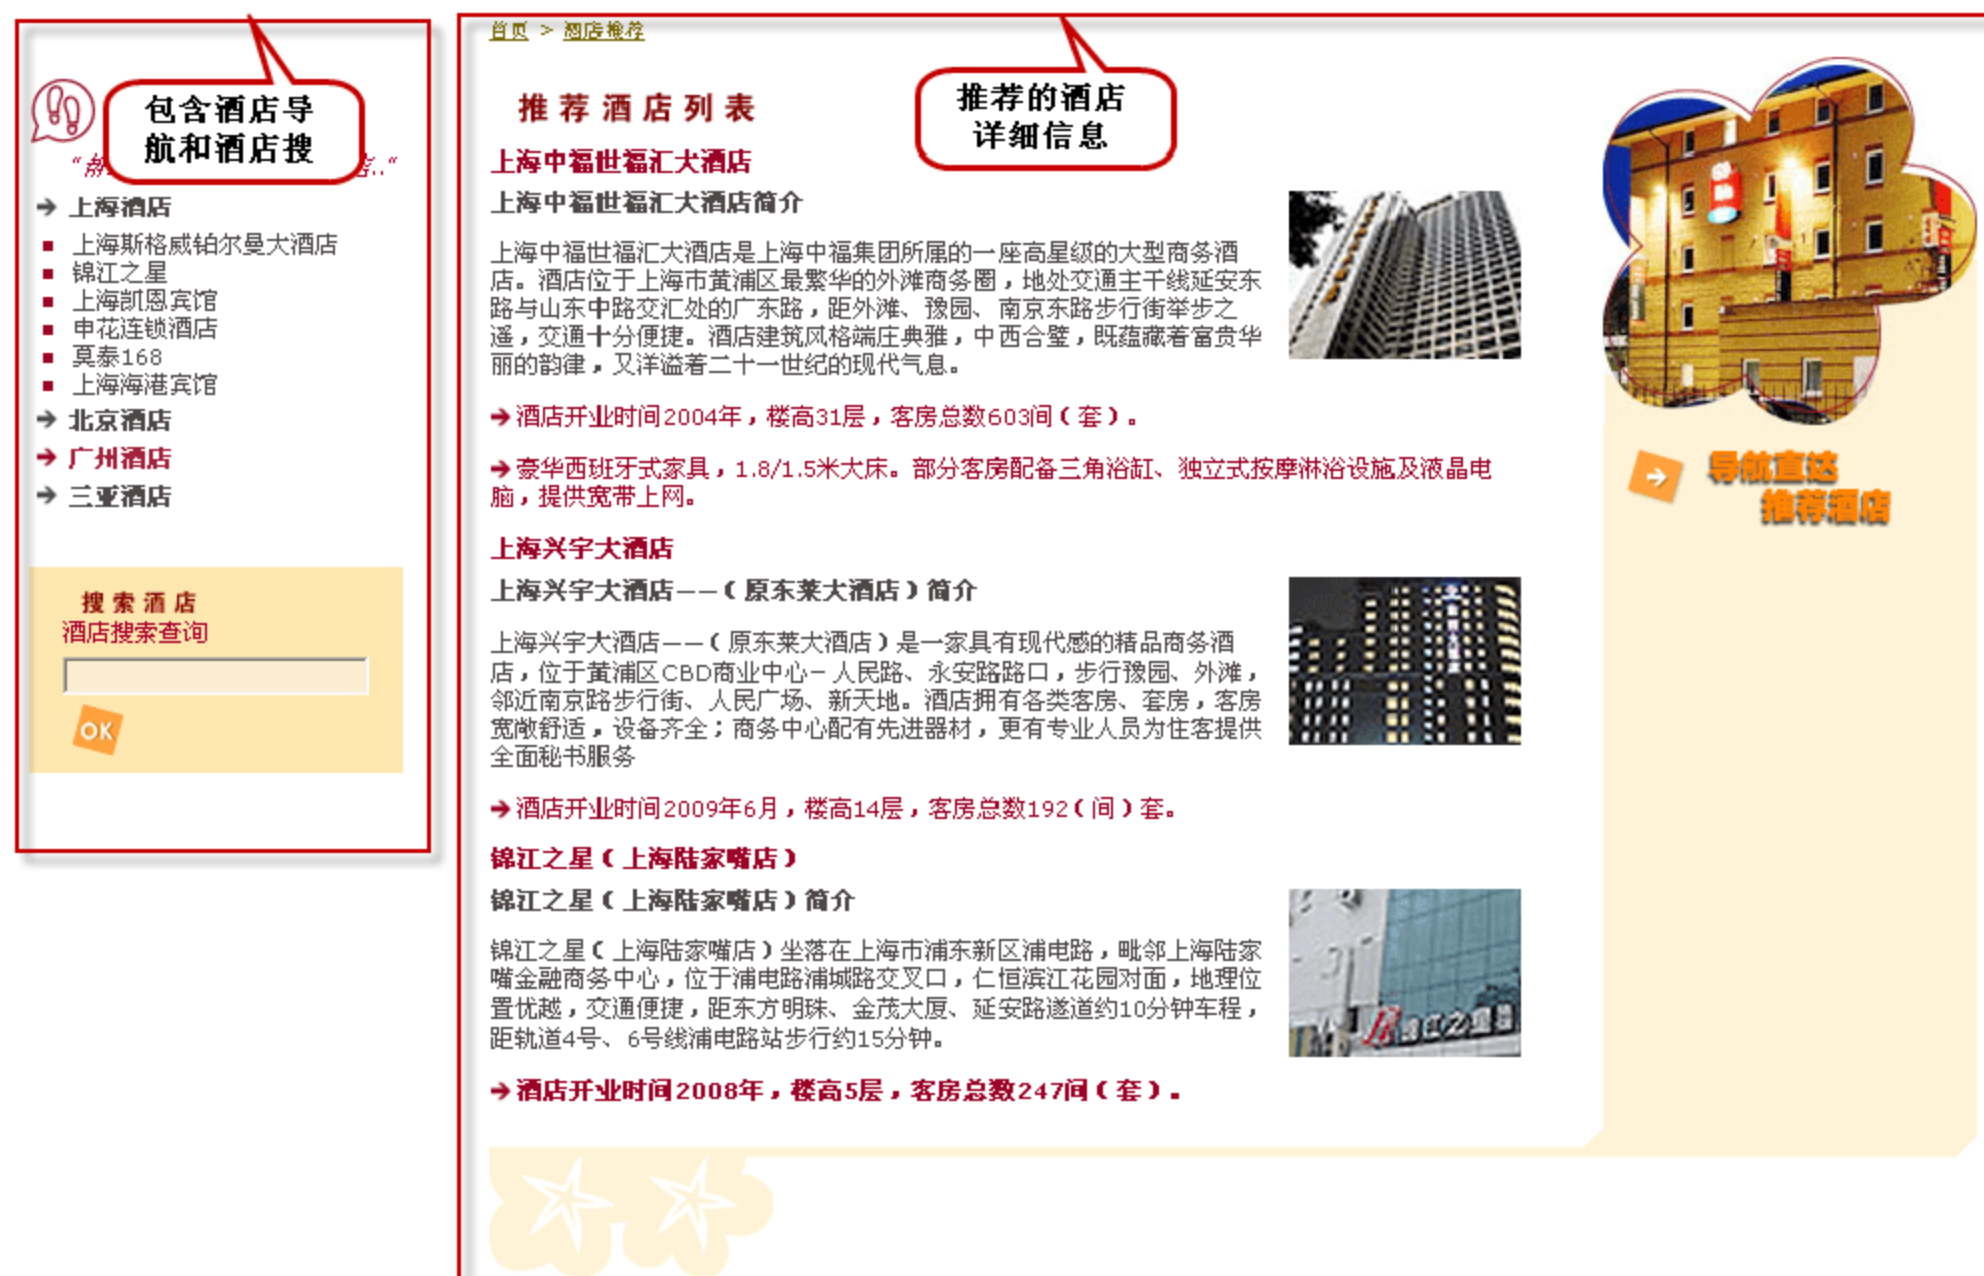 包含酒店导
航和酒店搜
上海酒店
上海斯格威铂尔曼大酒店
锦江之星
上海凯恩宾馆
申花连锁酒店
莫泰168
上海海港宾馆
北京酒店
广州酒店
三亚酒店
搜索酒店
酒店搜索查询
OK
首页 > 酒店推荐
推荐的酒店
详细信息
推荐酒店列表
上海中福世福汇大酒店
上海中福世福汇大酒店简介
上海中福世福汇大酒店是上海中福集团所属的一座高星级的大型商务酒
店。酒店位于上海市黄浦区最繁华的外滩商务圈，地处交通主干线延安东
路与山东中路交汇处的广东路，距外滩、豫园、南京东路步行街举步之
遥，交通十分便捷。酒店建筑风格端庄典雅，中西合璧，既蕴藏着富贵华
丽的韵律，又洋溢着二十一世纪的现代气息。
酒店开业时间2004年，楼高31层，客房总数603间（套）。
豪华西班牙式家具，1.8/1.5米大床。部分客房配备三角浴缸、独立式按摩淋浴设施及液晶电
脑，提供宽带上网。
上海兴宇大酒店
上海兴宇大酒店——（原东莱大酒店）简介
上海兴宇大酒店——（原东莱大酒店）是一家具有现代感的精品商务酒
店，位于黄浦区CBD商业中心－人民路、永安路路口，步行豫园、外滩，
邻近南京路步行街、人民广场、新天地。酒店拥有各类客房、套房，客房
宽敞舒适，设备齐全；商务中心配有先进器材，更有专业人员为住客提供
全面秘书服务
酒店开业时间2009年6月，楼高14层，客房总数192（间）套。
锦江之星（上海陆家嘴店）
锦江之星（上海陆家嘴店）简介
锦江之星（上海陆家嘴店）坐落在上海市浦东新区浦电路，毗邻上海陆家
嘴金融商务中心，位于浦电路浦城路交叉口，仁恒滨江花园对面，地理位
置优越，交通便捷，距东方明珠、金茂大厦、延安路遂道约10分钟车程，
距轨道4号、6号线浦电路站步行约15分钟。
酒店开业时间2008年，楼高5层，客房总数247间（套）。
导航直达
推荐酒店
锦江之星